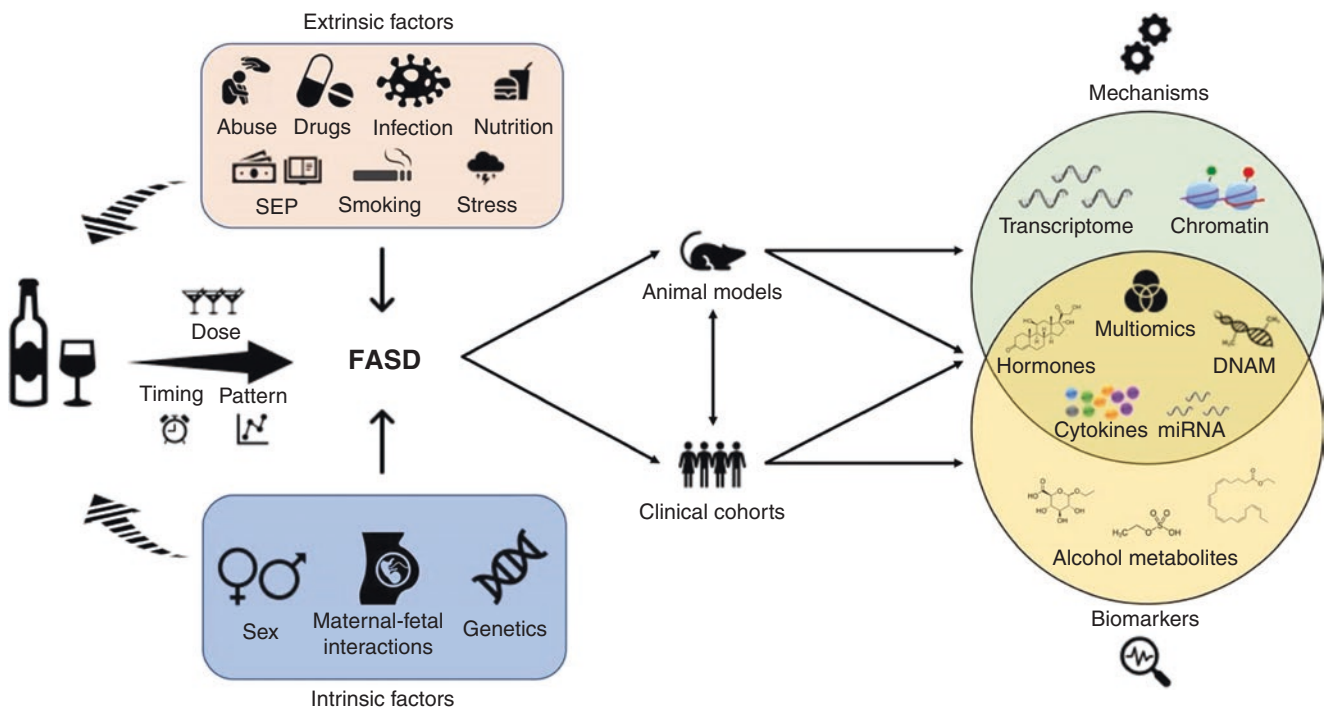 Extrinsic factors
Abuse
Drugs
Infection
Nutrition
SEP
Smoking
Stress
Dose
Timing
Pattern
FASD
Sex
Maternal-fetal
interactions
Genetics
Intrinsic factors
Animal models
Clinical cohorts
Mechanisms
Transcriptome
Chromatin
Multiomics
Hormones
DNAM
Cytokines
miRNA
Alcohol metabolites
Biomarkers